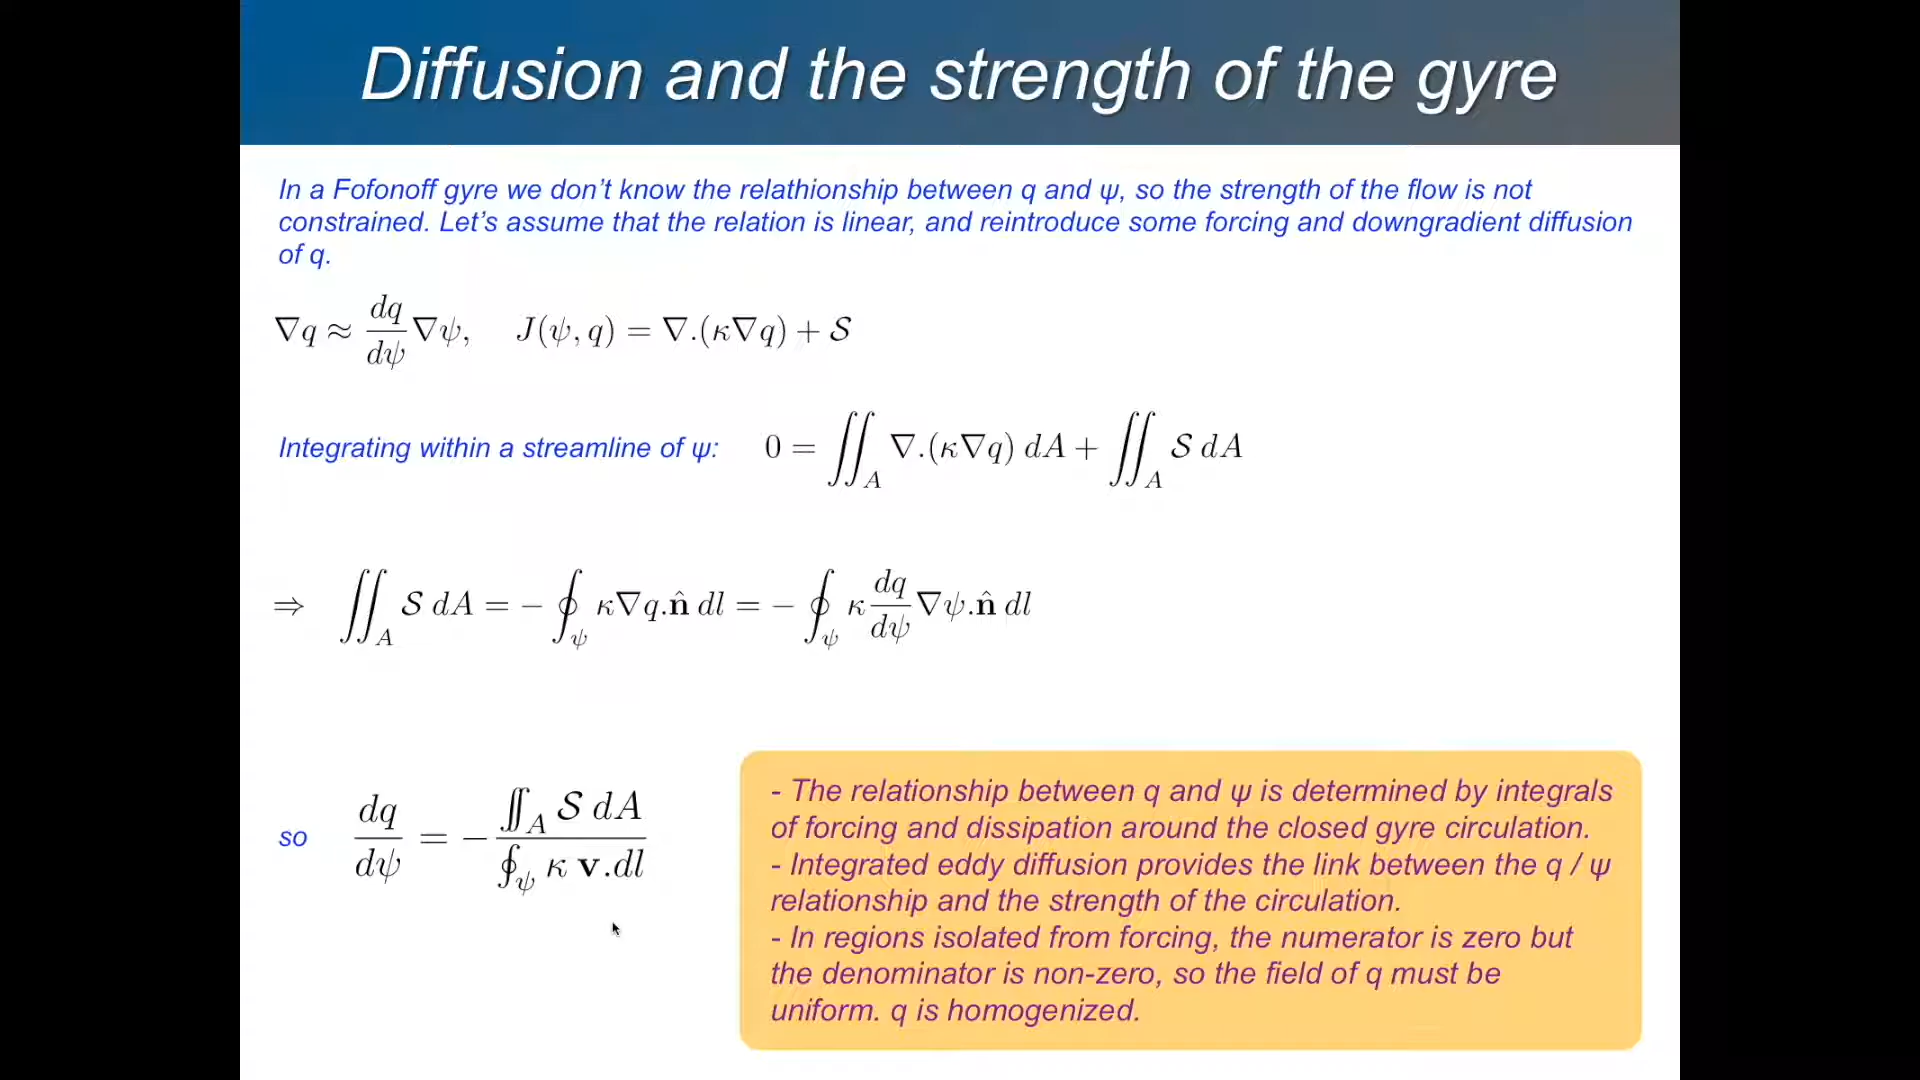 Diffusion and the strength of the gyre
In a Fofonoff gyre we don't know the relathionship between q and ψ, so the strength of the flow is not
constrained. Let's assume that the relation is linear, and reintroduce some forcing and downgradient diffusion
of q.
∇q ≈ dq/dψ ∇ψ, J(ψ, q) = ∇.(κ∇q) + S
Integrating within a streamline of ψ: 0 = ∬_A ∇.(κ∇q) dA + ∬_A S dA
⇒ ∬_A S dA = − ∮_ψ κ∇q.n̂ dl = − ∮_ψ κ dq/dψ ∇ψ.n̂ dl
so dq/dψ = − ∬_A S dA / ∮_ψ κ v.dl
- The relationship between q and ψ is determined by integrals
of forcing and dissipation around the closed gyre circulation.
- Integrated eddy diffusion provides the link between the q / ψ
relationship and the strength of the circulation.
- In regions isolated from forcing, the numerator is zero but
the denominator is non-zero, so the field of q must be
uniform. q is homogenized.